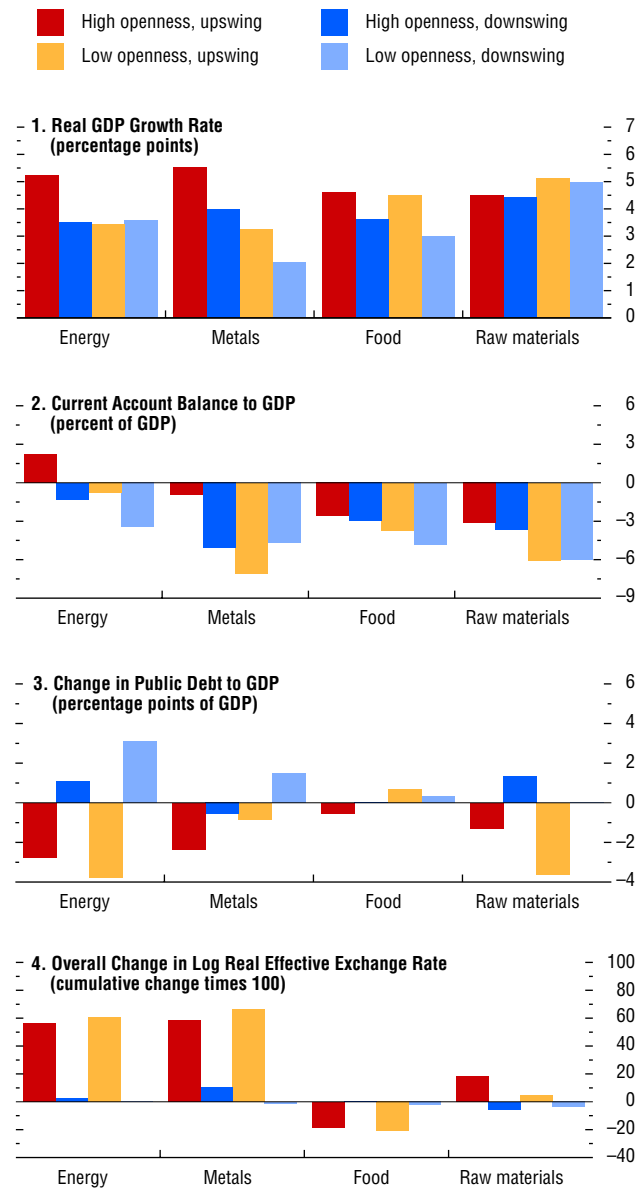 High openness, upswing
High openness, downswing
Low openness, upswing
Low openness, downswing
1. Real GDP Growth Rate
(percentage points)
7
6
5
4
3
2
1
0
Energy Metals Food Raw materials
2. Current Account Balance to GDP
(percent of GDP)
6
3
0
–3
–6
–9
Energy Metals Food Raw materials
3. Change in Public Debt to GDP
(percentage points of GDP)
6
4
2
0
–2
–4
Energy Metals Food Raw materials
4. Overall Change in Log Real Effective Exchange Rate
(cumulative change times 100)
100
80
60
40
20
0
–20
–40
Energy Metals Food Raw materials